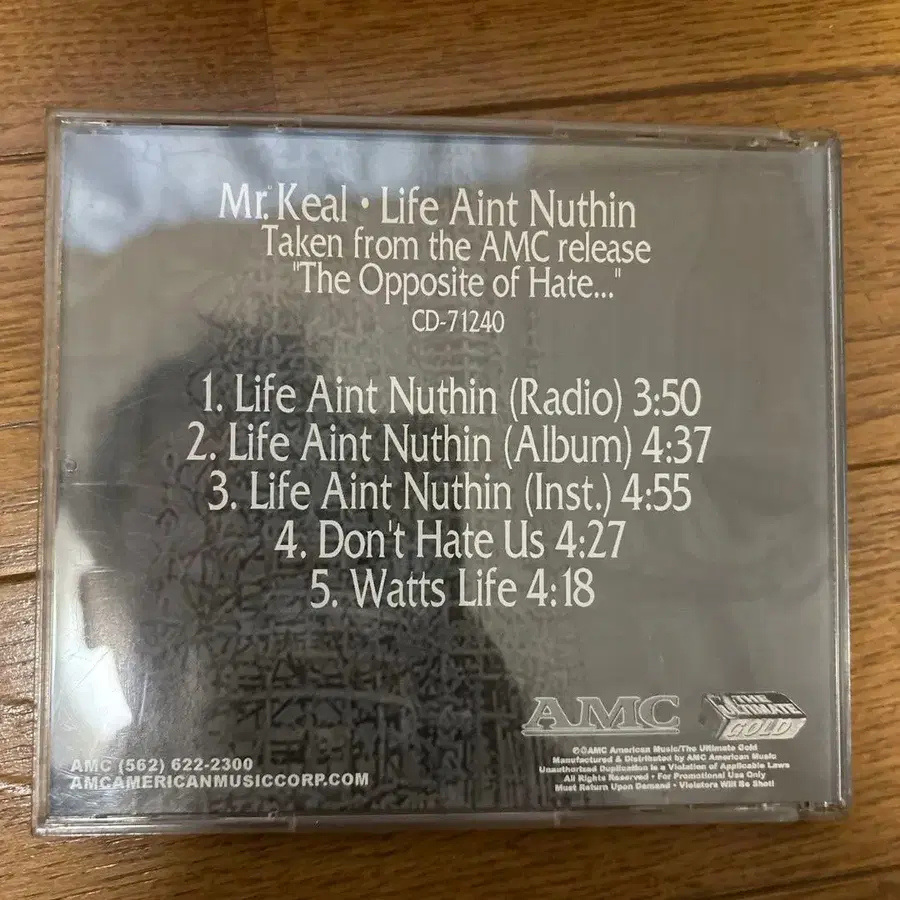 Mr. Keal • Life Aint Nuthin
Taken from the AMC release
"The Opposite of Hate..."
CD-71240
1. Life Aint Nuthin (Radio) 3:50
2. Life Aint Nuthin (Album) 4:37
3. Life Aint Nuthin (Inst.) 4:55
4. Don't Hate Us 4:27
5. Watts Life 4:18
AMC
THE
ULTIMATE
GOLD
AMC (562) 622-2300
AMCAMERICANMUSICCORP.COM
℗©AMC American Music/The Ultimate Gold
Manufactured & Distributed by AMC American Music
Unauthorized Duplication is a Violation of Applicable Laws
All Rights Reserved • For Promotional Use Only
Must Return Upon Demand • Violators Will Be Shot!